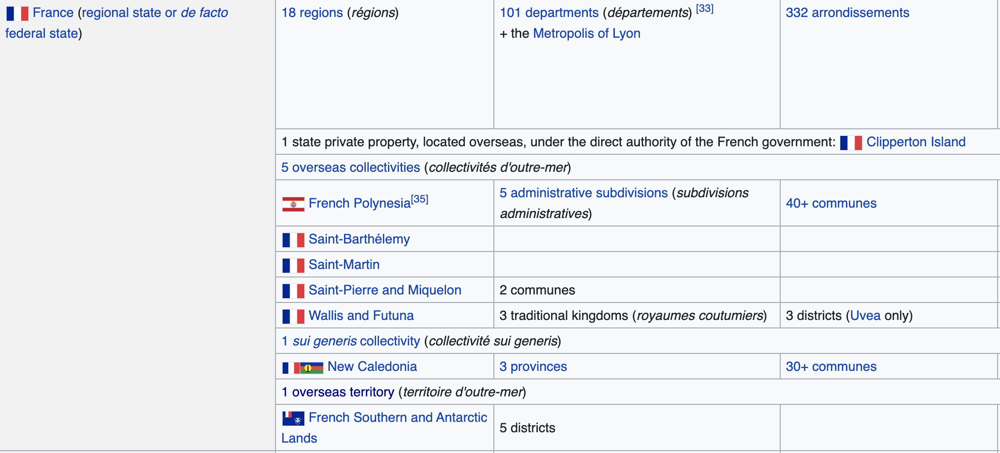 France (regional state or de facto
federal state)
18 regions (régions)
101 departments (départements) [33]
+ the Metropolis of Lyon
332 arrondissements
1 state private property, located overseas, under the direct authority of the French government: Clipperton Island
5 overseas collectivities (collectivités d'outre-mer)
French Polynesia[35]
5 administrative subdivisions (subdivisions
administratives)
40+ communes
Saint-Barthélemy
Saint-Martin
Saint-Pierre and Miquelon
2 communes
Wallis and Futuna
3 traditional kingdoms (royaumes coutumiers)
3 districts (Uvea only)
1 sui generis collectivity (collectivité sui generis)
New Caledonia
3 provinces
30+ communes
1 overseas territory (territoire d'outre-mer)
French Southern and Antarctic
Lands
5 districts